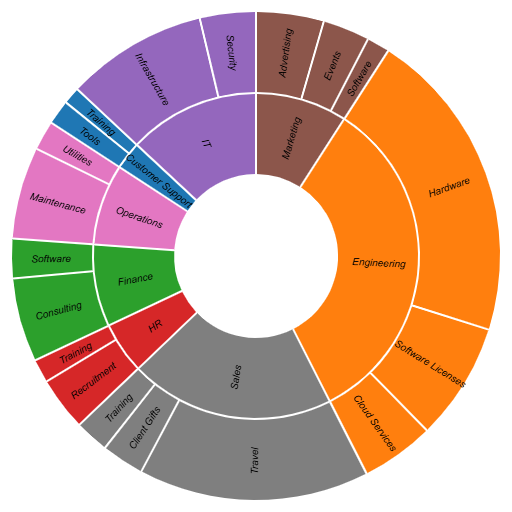 Marketing
Advertising
Events
Software
Engineering
Hardware
Software Licenses
Cloud Services
Sales
Travel
Client Gifts
Training
HR
Recruitment
Training
Finance
Consulting
Software
Operations
Maintenance
Utilities
Customer Support
Tools
Training
IT
Infrastructure
Security